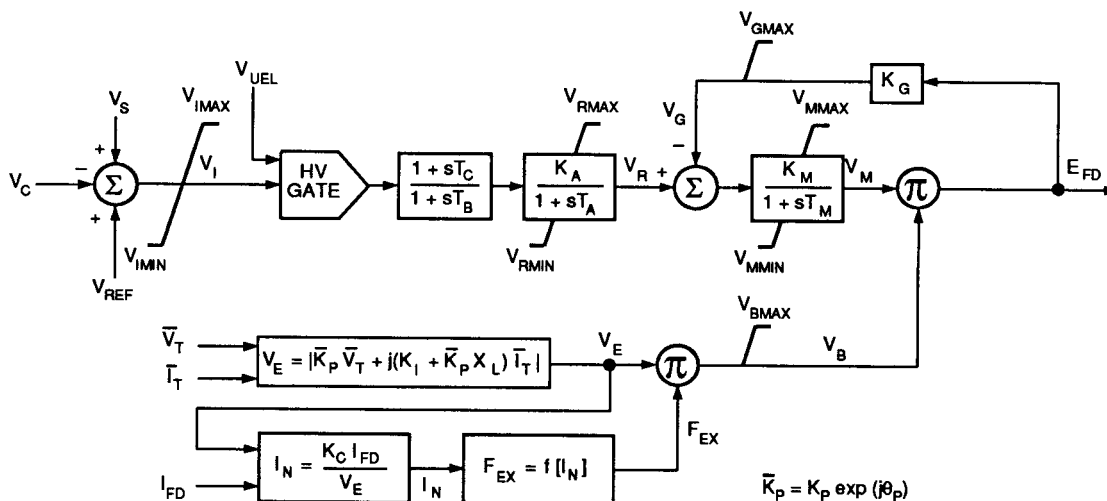 V_GMAX
K_G
V_UEL
V_S
V_IMAX
V_RMAX
V_G
V_MMAX
+
−
−
V_C
Σ
V_I
HV
GATE
1 + sT_C
1 + sT_B
K_A
1 + sT_A
V_R
+
Σ
K_M
1 + sT_M
V_M
π
E_FD
+
V_IMIN
V_RMIN
V_MMIN
V_REF
V_BMAX
V̅_T
V_E = |K̅_P V̅_T + j(K_I + K̅_P X_L) I̅_T|
V_E
π
V_B
I̅_T
F_EX
I_N = K_C I_FD
V_E
I_N
F_EX = f [I_N]
I_FD
K̅_P = K_P exp (jθ_P)